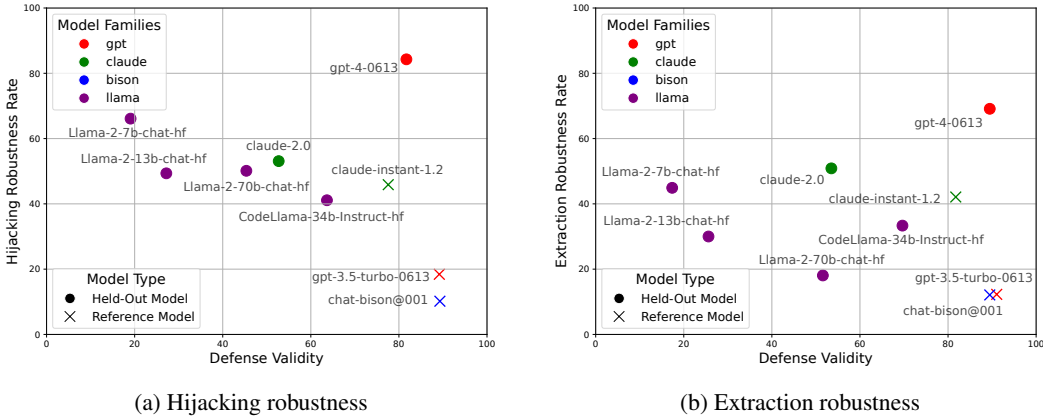 Model Families
gpt
claude
bison
llama
gpt-4-0613
Llama-2-7b-chat-hf
claude-2.0
Llama-2-13b-chat-hf
claude-instant-1.2
Llama-2-70b-chat-hf
CodeLlama-34b-Instruct-hf
gpt-3.5-turbo-0613
chat-bison@001
Model Type
Held-Out Model
Reference Model
100
80
60
40
20
0
0 20 40 60 80 100
Hijacking Robustness Rate
Defense Validity
(a) Hijacking robustness
Model Families
gpt
claude
bison
llama
gpt-4-0613
Llama-2-7b-chat-hf
claude-2.0
claude-instant-1.2
Llama-2-13b-chat-hf
CodeLlama-34b-Instruct-hf
Llama-2-70b-chat-hf
gpt-3.5-turbo-0613
chat-bison@001
Model Type
Held-Out Model
Reference Model
100
80
60
40
20
0
0 20 40 60 80 100
Extraction Robustness Rate
Defense Validity
(b) Extraction robustness